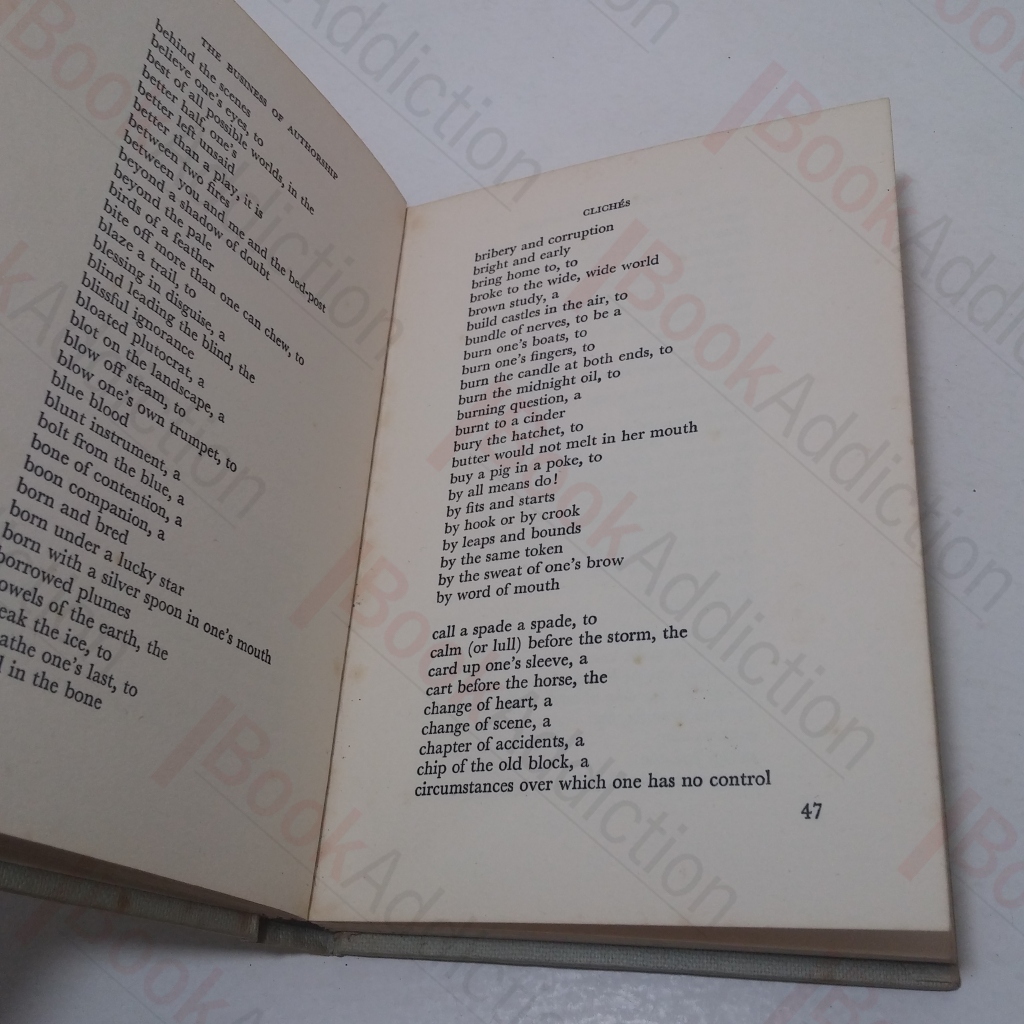 THE BUSINESS OF AUTHORSHIP
behind the scenes
believe one's eyes, to
best of all possible worlds, in the
better half, one's
better left unsaid
better than a play, it is
between two fires
between you and me and the bed-post
beyond a shadow of doubt
beyond the pale
birds of a feather
bite off more than one can chew, to
blaze a trail, to
blessing in disguise, a
blind leading the blind, the
blissful ignorance
bloated plutocrat, a
blot on the landscape, a
blow off steam, to
blow one's own trumpet, to
blue blood
blunt instrument, a
bolt from the blue, a
bone of contention, a
boon companion, a
born and bred
born under a lucky star
born with a silver spoon in one's mouth
borrowed plumes
owels of the earth, the
eak the ice, to
athe one's last, to
in the bone
CLICHÉS
bribery and corruption
bright and early
bring home to, to
broke to the wide, wide world
brown study, a
build castles in the air, to
bundle of nerves, to be a
burn one's boats, to
burn one's fingers, to
burn the candle at both ends, to
burn the midnight oil, to
burning question, a
burnt to a cinder
bury the hatchet, to
butter would not melt in her mouth
buy a pig in a poke, to
by all means do!
by fits and starts
by hook or by crook
by leaps and bounds
by the same token
by the sweat of one's brow
by word of mouth
call a spade a spade, to
calm (or lull) before the storm, the
card up one's sleeve, a
cart before the horse, the
change of heart, a
change of scene, a
chapter of accidents, a
chip of the old block, a
circumstances over which one has no control
47
BookAddiction